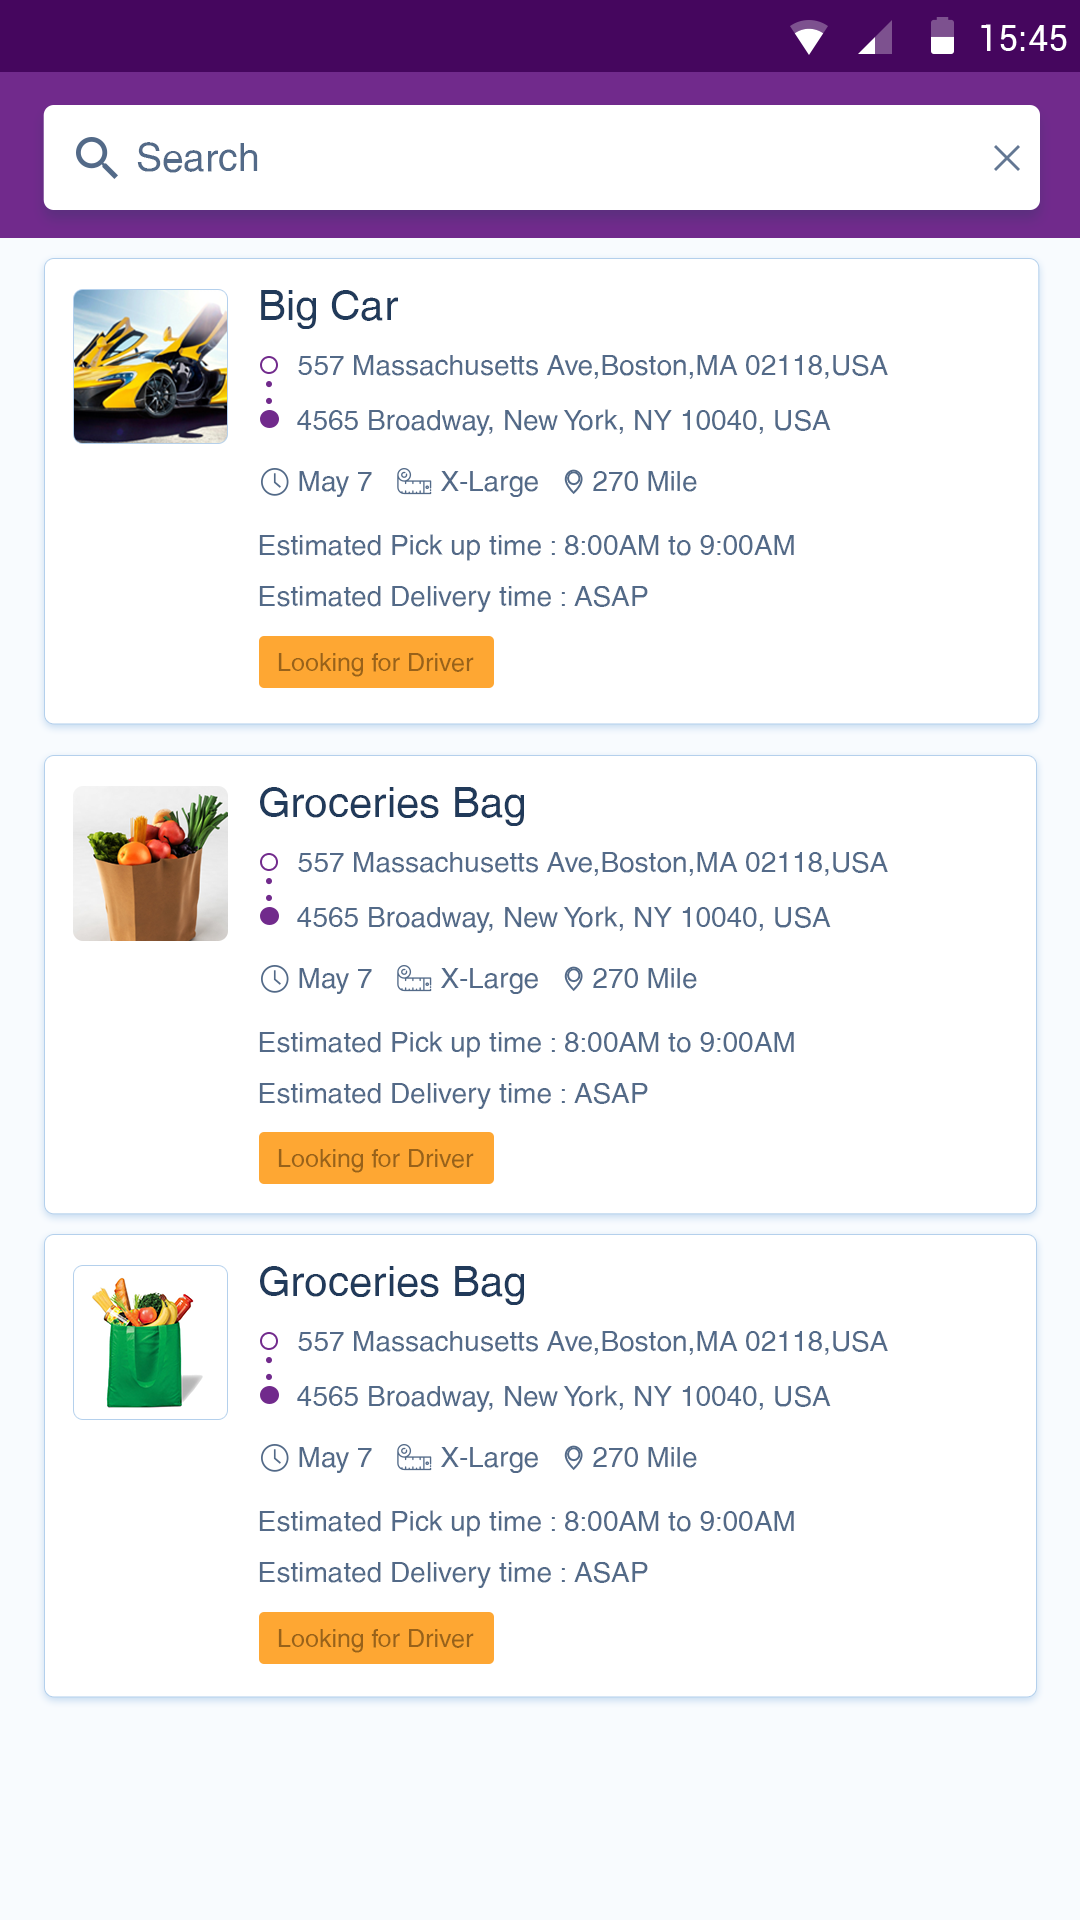 15:45
Search
Big Car
557 Massachusetts Ave,Boston,MA 02118,USA
4565 Broadway, New York, NY 10040, USA
May 7 X-Large 270 Mile
Estimated Pick up time : 8:00AM to 9:00AM
Estimated Delivery time : ASAP
Looking for Driver
Groceries Bag
557 Massachusetts Ave,Boston,MA 02118,USA
4565 Broadway, New York, NY 10040, USA
May 7 X-Large 270 Mile
Estimated Pick up time : 8:00AM to 9:00AM
Estimated Delivery time : ASAP
Looking for Driver
Groceries Bag
557 Massachusetts Ave,Boston,MA 02118,USA
4565 Broadway, New York, NY 10040, USA
May 7 X-Large 270 Mile
Estimated Pick up time : 8:00AM to 9:00AM
Estimated Delivery time : ASAP
Looking for Driver